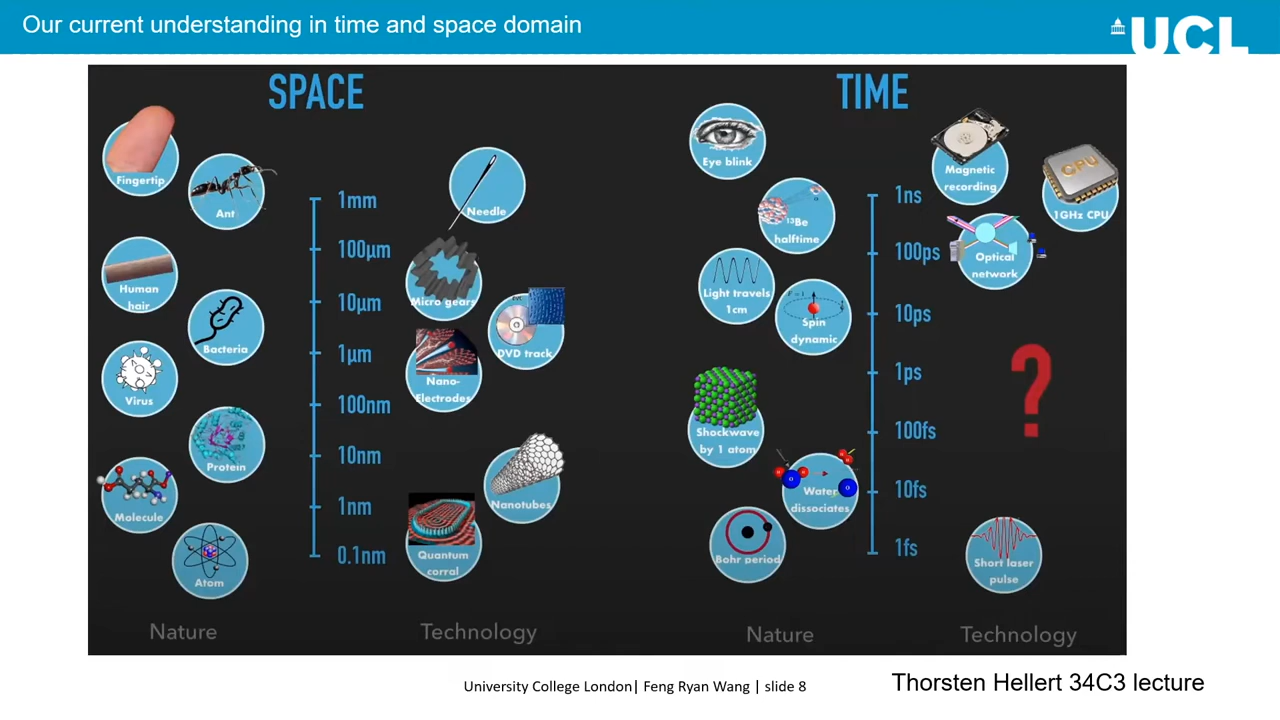 Our current understanding in time and space domain
UCL
SPACE
Fingertip
Ant
Human
hair
Bacteria
Virus
Protein
Molecule
Atom
Nature
1mm
100µm
10µm
1µm
100nm
10nm
1nm
0.1nm
Needle
Micro gears
DVD track
Nano-
Electrodes
Nanotubes
Quantum
corral
Technology
TIME
Eye blink
13Be
halftime
Light travels
1cm
Spin
dynamic
Shockwave
by 1 atom
Water
dissociates
Bohr period
Nature
1ns
100ps
10ps
1ps
100fs
10fs
1fs
Magnetic
recording
CPU
1GHz CPU
Optical
network
?
Short laser
pulse
Technology
University College London| Feng Ryan Wang | slide 8
Thorsten Hellert 34C3 lecture